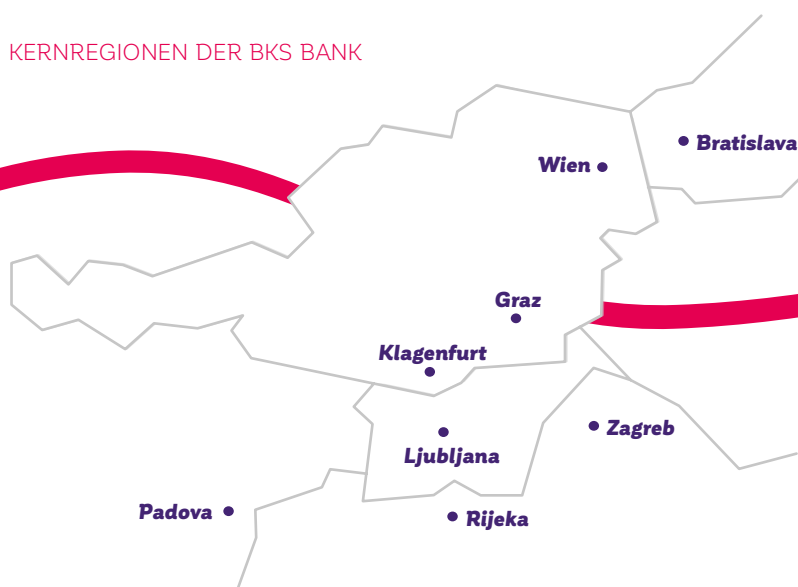 KERNREGIONEN DER BKS BANK
Bratislava
Wien
Graz
Klagenfurt
Zagreb
Ljubljana
Padova
Rijeka